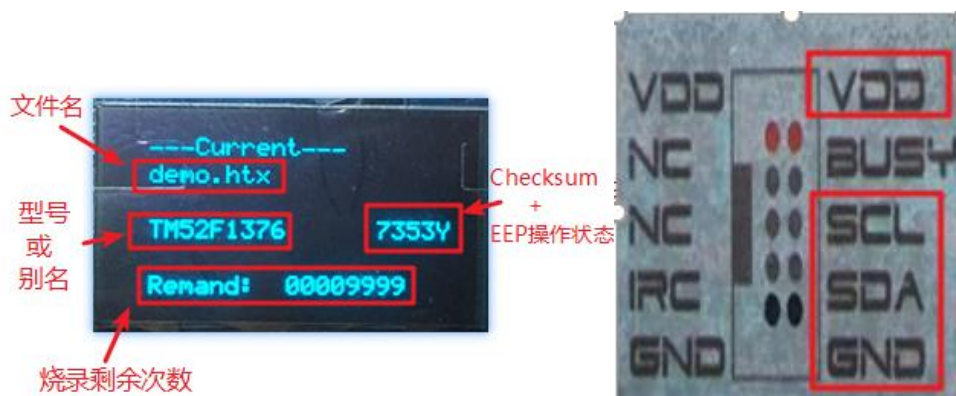 文件名
---Current---
demo.htx
型号
或
别名
TM52F1376
7353Y
Checksum
+
EEP操作状态
Remand: 00009999
烧录剩余次数
VDD VDD
NC BUSY
NC SCL
IRC SDA
GND GND